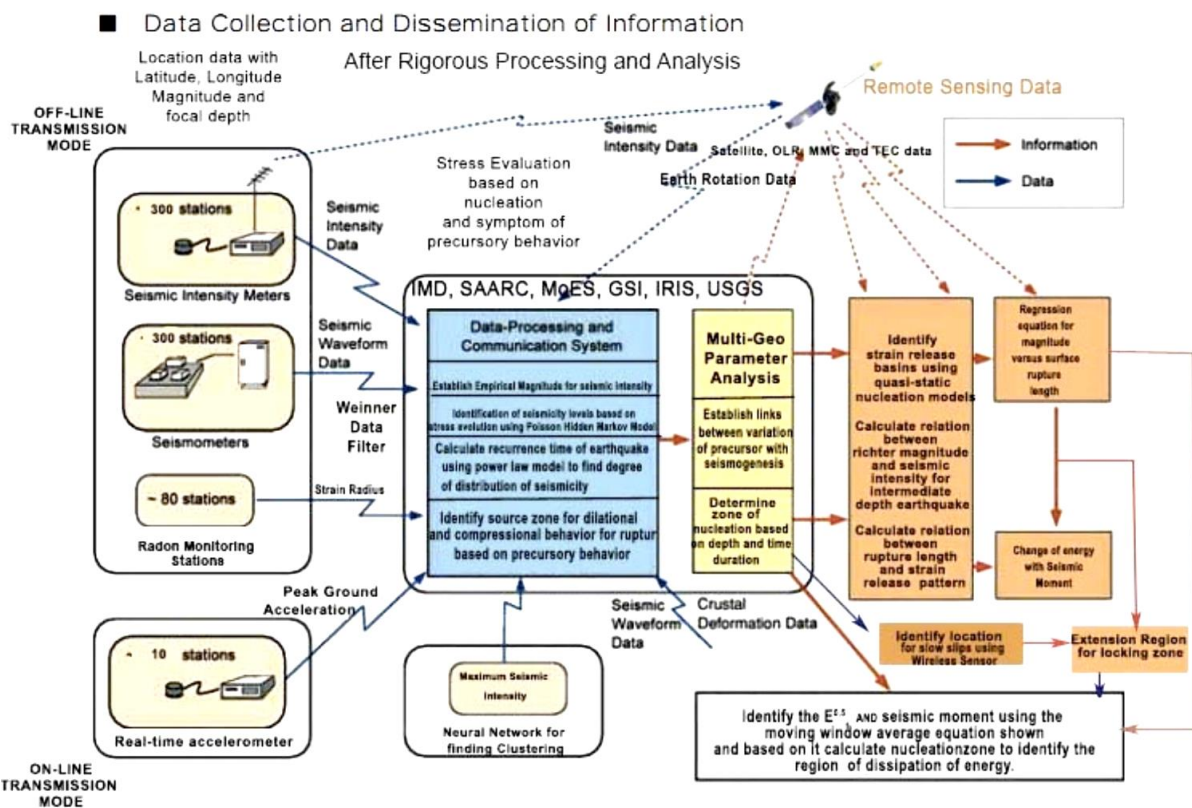 ■ Data Collection and Dissemination of Information
After Rigorous Processing and Analysis
Location data with
Latitude, Longitude
Magnitude and
focal depth
OFF-LINE
TRANSMISSION
MODE
Remote Sensing Data
Information
Data
Seismic
Intensity Data
Satellite, OLR, MMC and TEC data
Earth Rotation Data
Stress Evaluation
based on
nucleation
and symptom of
precursory behavior
300 stations
Seismic Intensity Meters
Seismic
Intensity
Data
300 stations
Seismometers
Seismic
Waveform
Data
Weinner
Data
Filter
~ 80 stations
Radon Monitoring
Stations
Strain Radius
IMD, SAARC, MoES, GSI, IRIS, USGS
Data-Processing and
Communication System
Establish Empirical Magnitude for seismic intensity
Identification of seismicity levels based on
stress evolution using Poisson Hidden Markov Model
Calculate recurrence time of earthquake
using power law model to find degree
of distribution of seismicity
Identify source zone for dilational
and compressional behavior for ruptur
based on precursory behavior
Multi-Geo
Parameter
Analysis
Establish links
between variation
of precursor with
seismogenesis
Determine
zone of
nucleation based
on depth and time
duration
Identify
strain release
basins using
quasi-static
nucleation models
Calculate relation
between
richter magnitude
and seismic
intensity for
intermediate
depth earthquake
Calculate relation
between
rupture length
and strain
release pattern
Regression
equation for
magnitude
versus surface
rupture
length
Change of energy
with Seismic
Moment
Identify location
for slow slips using
Wireless Sensor
Extension Region
for locking zone
Peak Ground
Acceleration
10 stations
Real-time accelerometer
ON-LINE
TRANSMISSION
MODE
Maximum Seismic
Intensity
Neural Network for
finding Clustering
Seismic
Waveform
Data
Crustal
Deformation Data
Identify the AND seismic moment using the
moving window average equation shown
and based on it calculate nucleationzone to identify the
region of dissipation of energy.